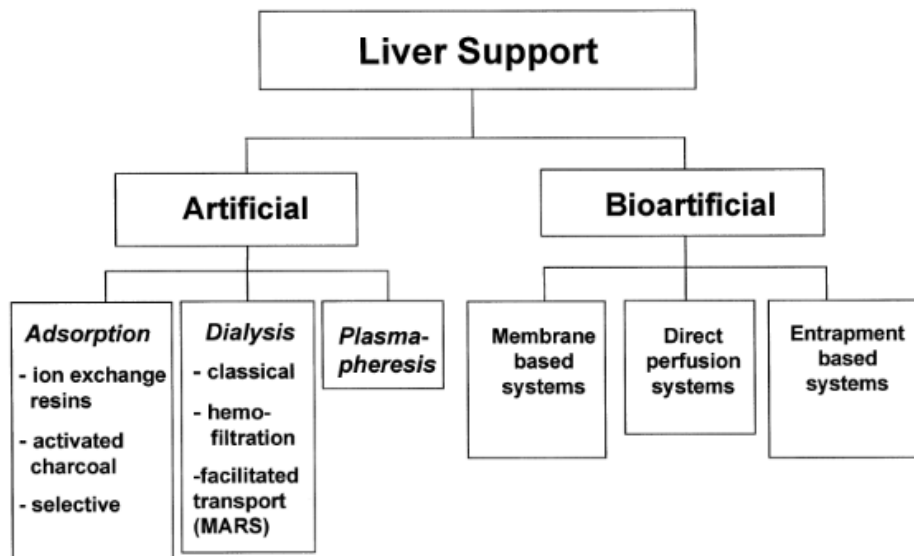 Liver Support
Artificial
Bioartificial
Adsorption
- ion exchange
resins
- activated
charcoal
- selective
Dialysis
- classical
- hemo-
filtration
-facilitated
transport
(MARS)
Plasma-
pheresis
Membrane
based
systems
Direct
perfusion
systems
Entrapment
based
systems